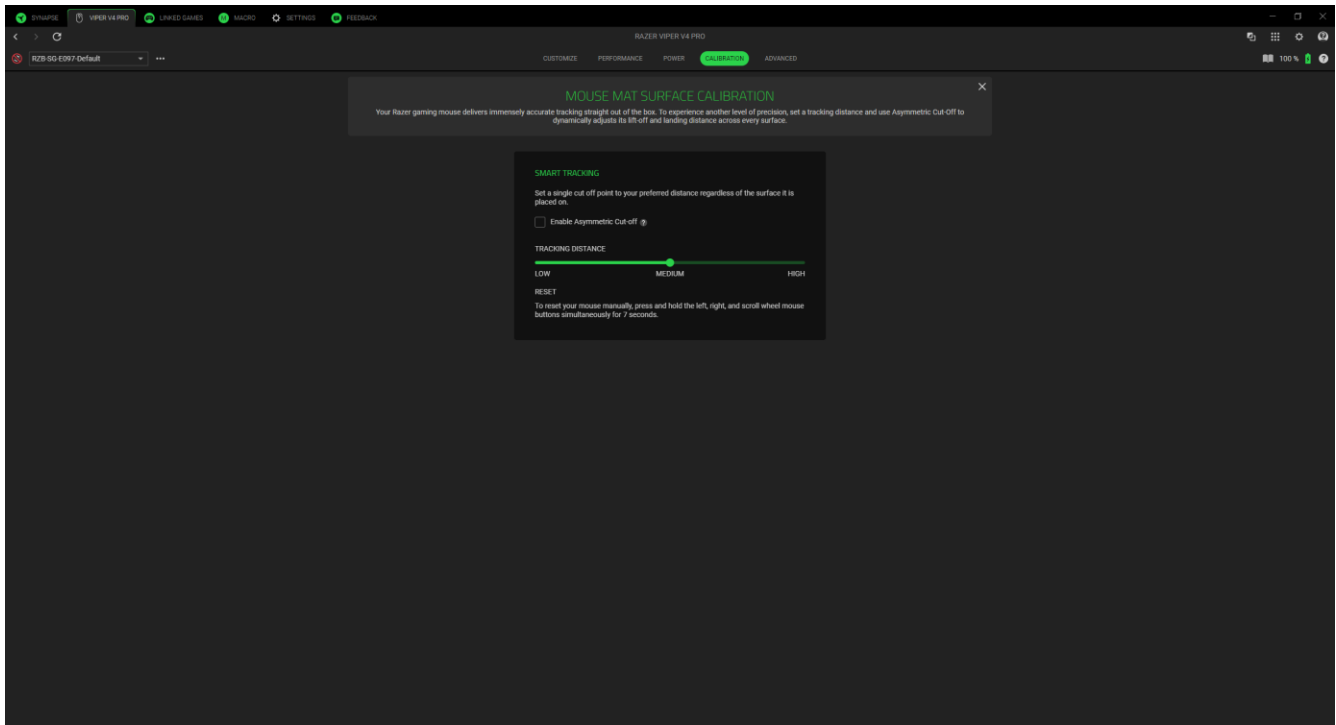 SYNAPSE VIPER V4 PRO LINKED GAMES MACRO SETTINGS FEEDBACK
RAZER VIPER V4 PRO
RZB-SG-E097-Default
CUSTOMIZE PERFORMANCE POWER CALIBRATION ADVANCED
100 %
MOUSE MAT SURFACE CALIBRATION
Your Razer gaming mouse delivers immensely accurate tracking straight out of the box. To experience another level of precision, set a tracking distance and use Asymmetric Cut-Off to
dynamically adjusts its lift-off and landing distance across every surface.
SMART TRACKING
Set a single cut off point to your preferred distance regardless of the surface it is
placed on.
Enable Asymmetric Cut-off ?
TRACKING DISTANCE
LOW MEDIUM HIGH
RESET
To reset your mouse manually, press and hold the left, right, and scroll wheel mouse
buttons simultaneously for 7 seconds.